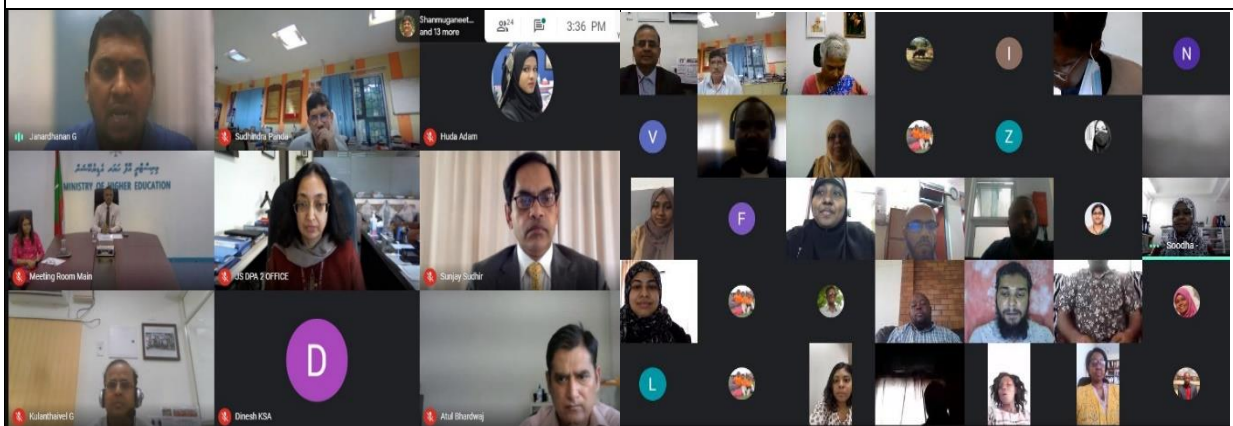 Shanmuganeet...
and 13 more
24
3:36 PM
Janardhanan G
Sudhindra Panda
Huda Adam
MINISTRY OF HIGHER EDUCATION
Meeting Room Main
JS DPA 2 OFFICE
Sunjay Sudhir
Kulanthaivel G
D
Dinesh KSA
Atul Bhardwaj
I
N
V
Z
F
Soodha -
L